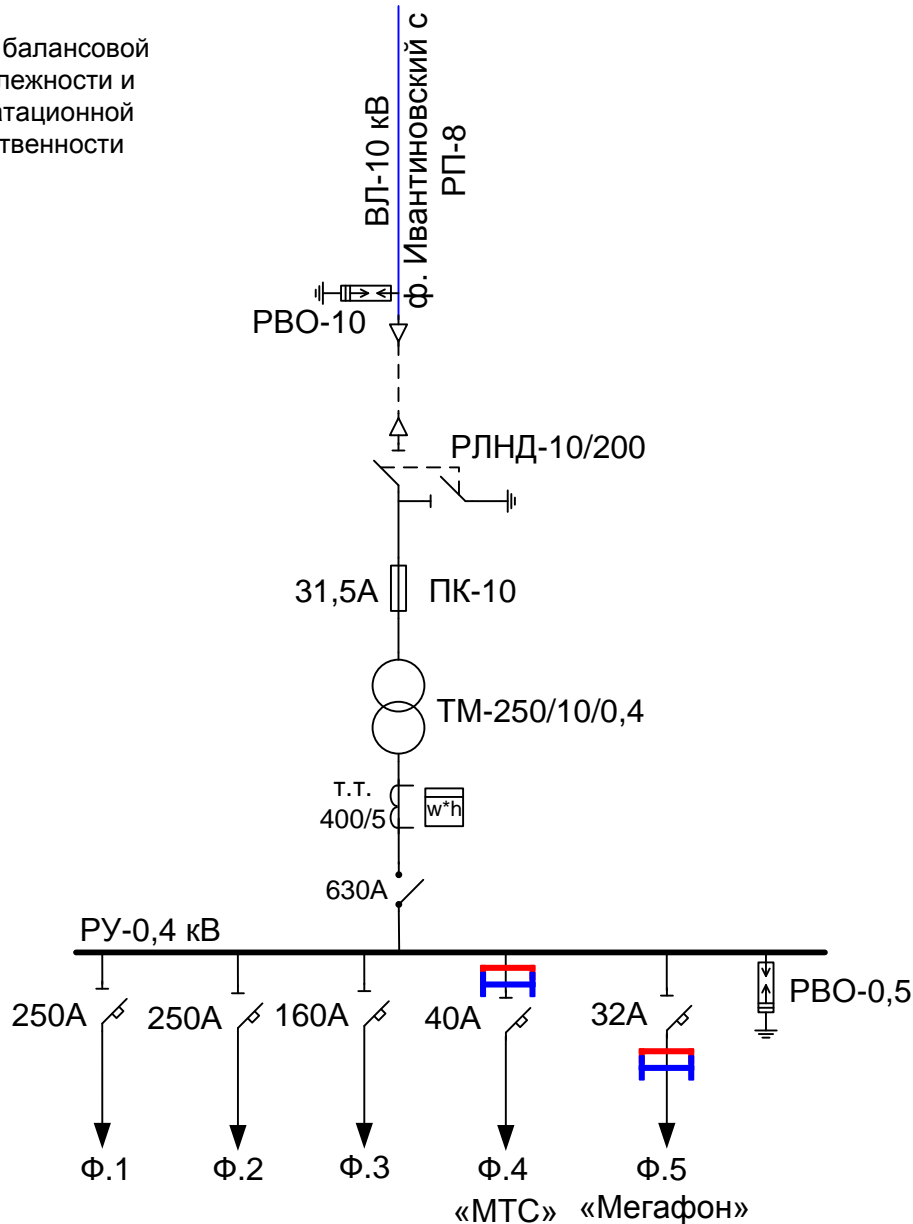 балансовой
лежности и
атационной
твенности
ВЛ-10 кВ
ф. Ивантиновский с
РП-8
РВО-10
РЛНД-10/200
31,5А ПК-10
ТМ-250/10/0,4
т.т.
400/5
w*h
630А
РУ-0,4 кВ
250А 250А 160А 40А 32А РВО-0,5
Ф.1 Ф.2 Ф.3 Ф.4 Ф.5
«МТС» «Мегафон»